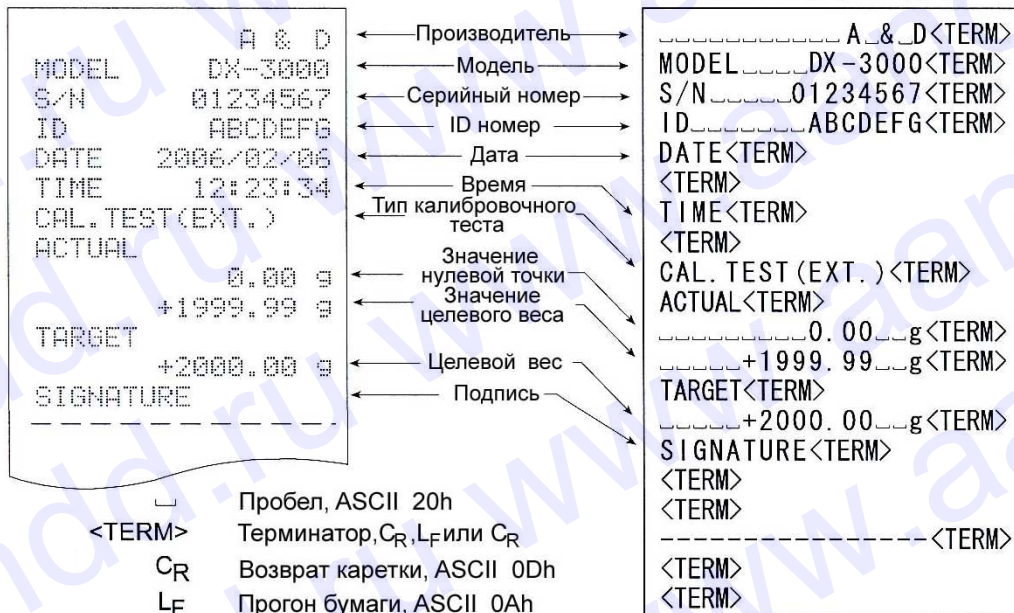 A & D
MODEL DX-3000
S/N 01234567
ID ABCDEFG
DATE 2006/02/06
TIME 12:23:34
CAL.TEST(EXT.)
ACTUAL
0.00 g
+1999.99 g
TARGET
+2000.00 g
SIGNATURE
Производитель
Модель
Серийный номер
ID номер
Дата
Время
Тип калибровочного
теста
Значение
нулевой точки
Значение
целевого веса
Целевой вес
Подпись
␣␣␣␣␣␣␣␣␣␣␣␣␣A␣&␣D<TERM>
MODEL␣␣␣␣DX-3000<TERM>
S/N␣␣␣␣␣01234567<TERM>
ID␣␣␣␣␣␣␣ABCDEFG<TERM>
DATE<TERM>
<TERM>
TIME<TERM>
<TERM>
CAL.TEST(EXT.)<TERM>
ACTUAL<TERM>
␣␣␣␣␣␣␣␣␣␣0.00␣␣g<TERM>
␣␣␣␣␣+1999.99␣␣g<TERM>
TARGET<TERM>
␣␣␣␣␣+2000.00␣␣g<TERM>
SIGNATURE<TERM>
<TERM>
<TERM>
----------------<TERM>
<TERM>
<TERM>
␣ Пробел, ASCII 20h
<TERM> Терминатор,CR,LFили CR
CR Возврат каретки, ASCII 0Dh
LF Прогон бумаги, ASCII 0Ah